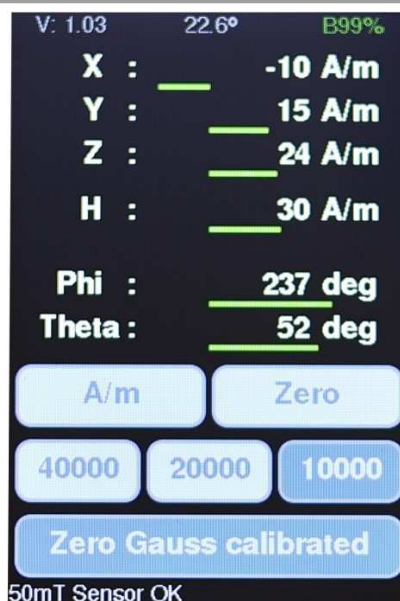 V: 1.03 22.6° B99%
X : -10 A/m
Y : 15 A/m
Z : 24 A/m
H : 30 A/m
Phi : 237 deg
Theta : 52 deg
A/m Zero
40000 20000 10000
Zero Gauss calibrated
50mT Sensor OK